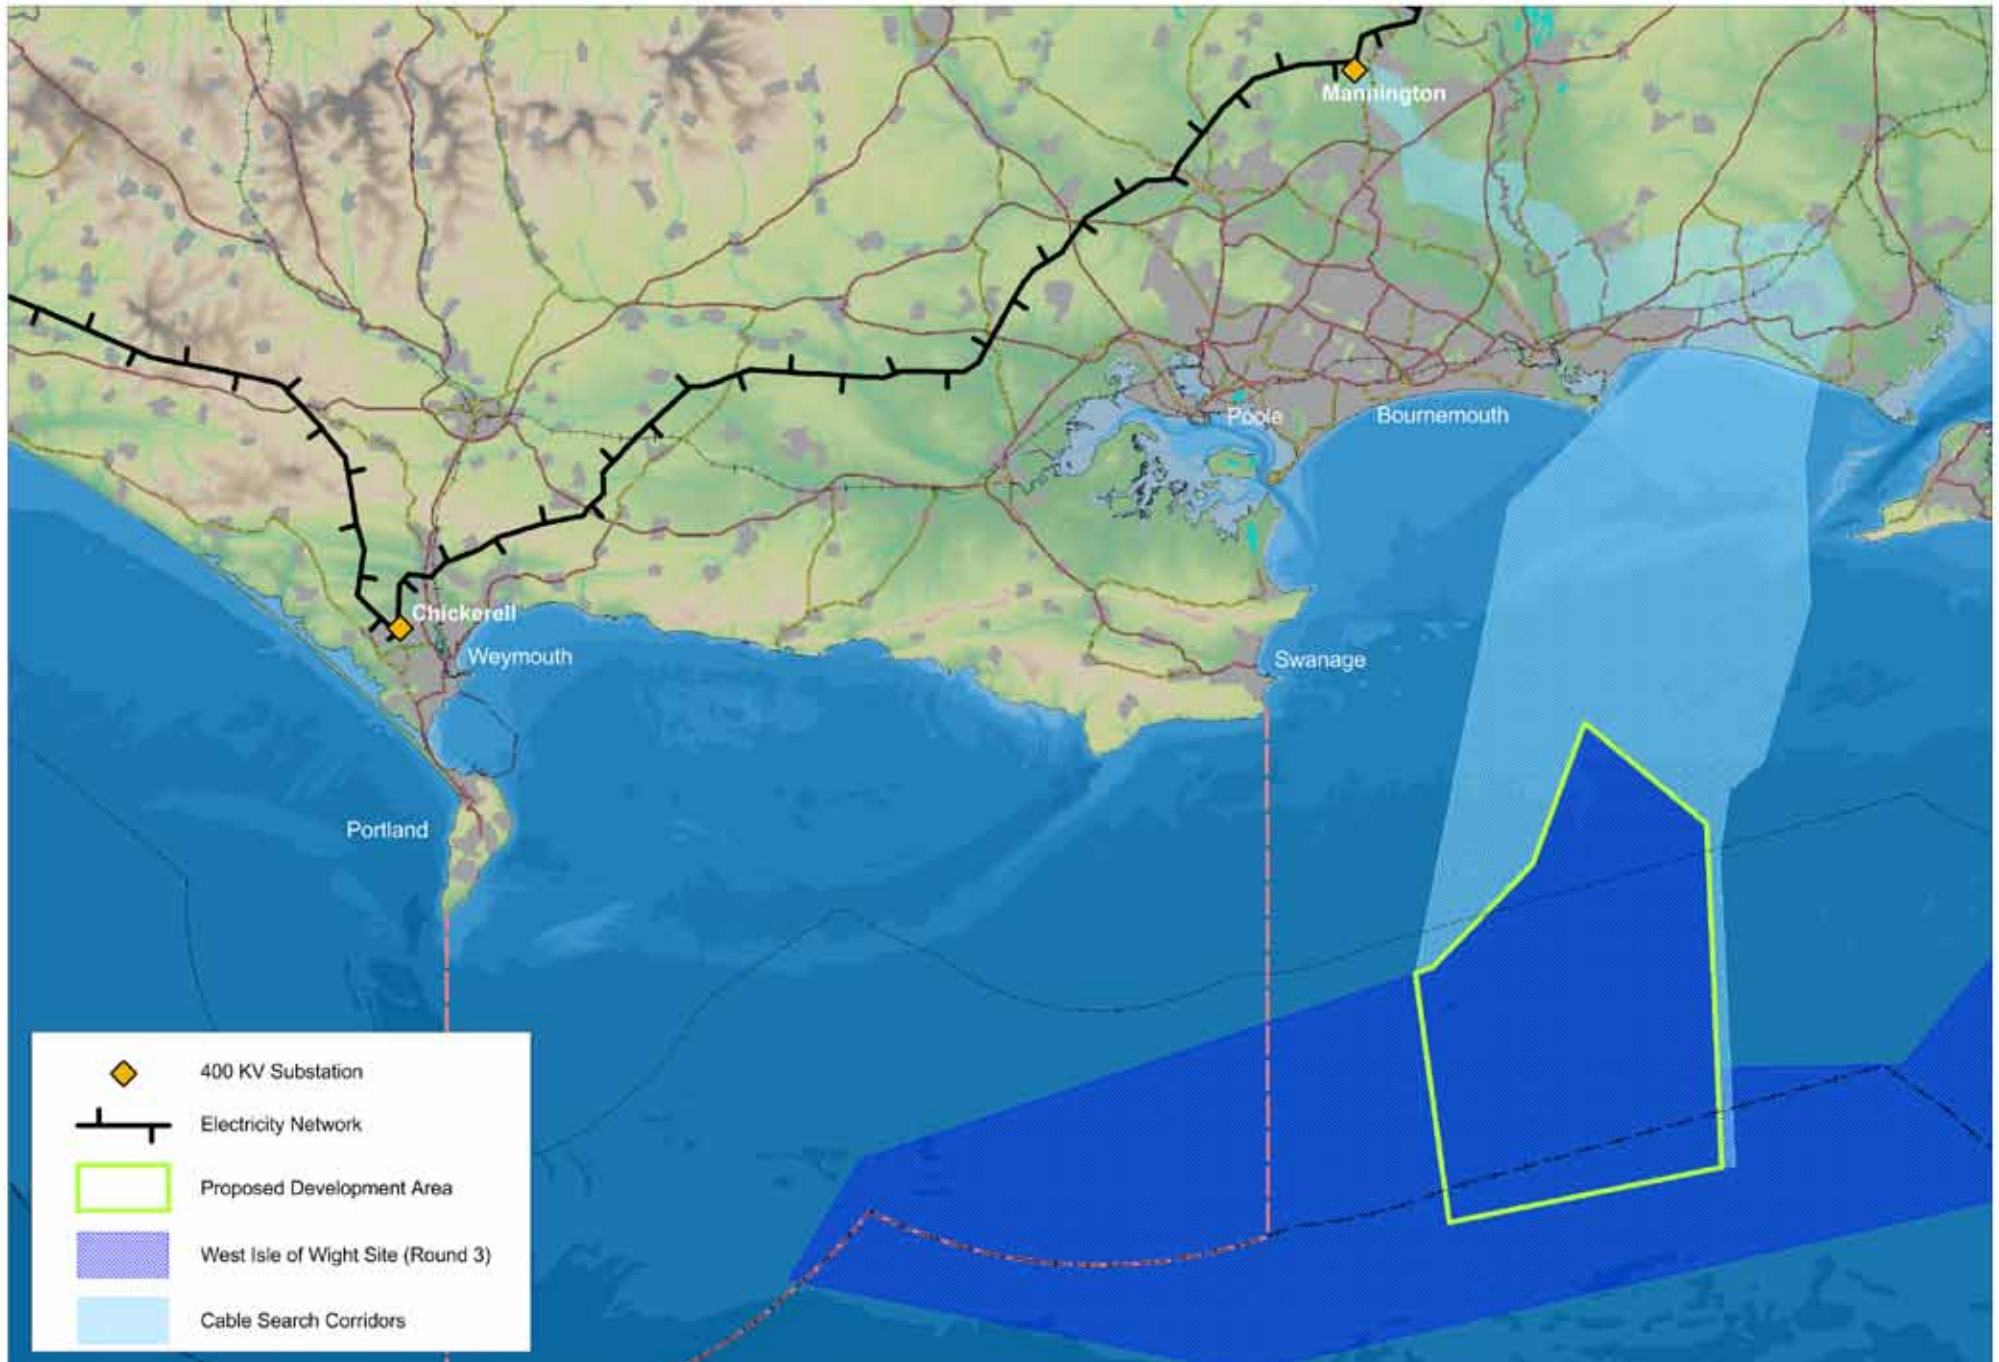 Mannington
Poole
Bournemouth
Chickerell
Weymouth
Swanage
Portland
400 KV Substation
Electricity Network
Proposed Development Area
West Isle of Wight Site (Round 3)
Cable Search Corridors